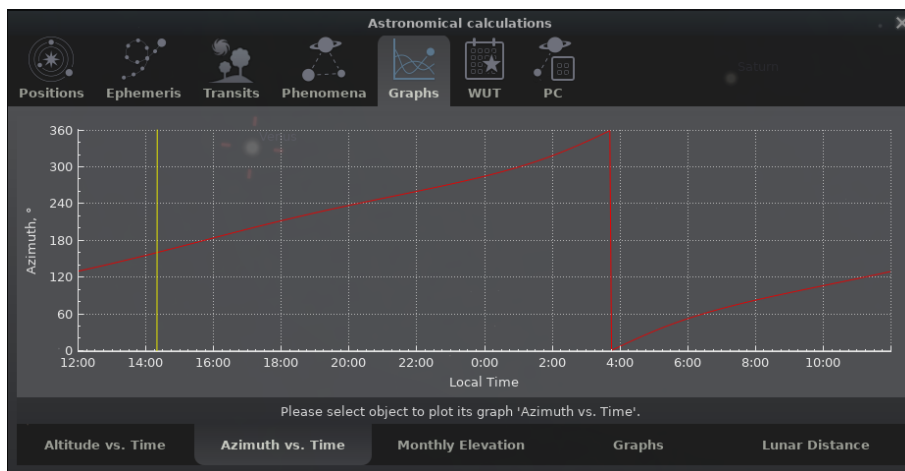 Astronomical calculations
Saturn
Positions Ephemeris Transits Phenomena Graphs WUT PC
360
300
240
180
120
60
0
Azimuth, °
12:00 14:00 16:00 18:00 20:00 22:00 0:00 2:00 4:00 6:00 8:00 10:00
Local Time
Please select object to plot its graph 'Azimuth vs. Time'.
Altitude vs. Time Azimuth vs. Time Monthly Elevation Graphs Lunar Distance